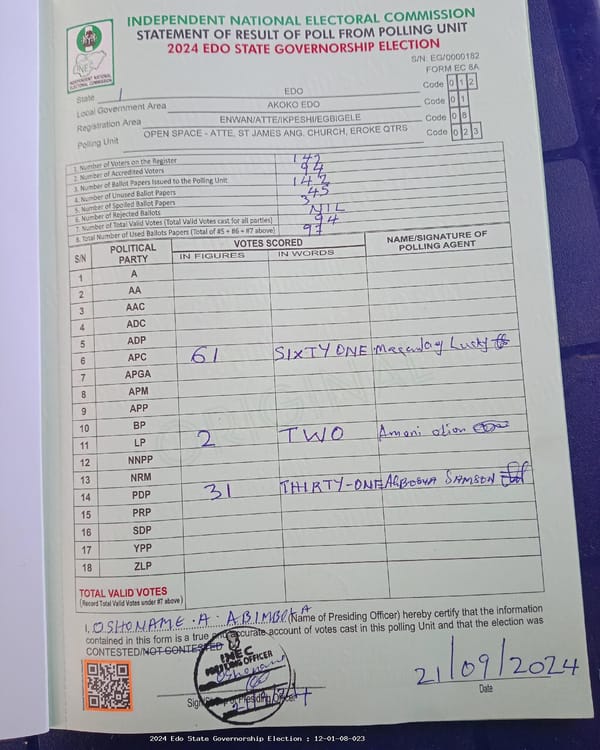 INDEPENDENT NATIONAL ELECTORAL COMMISSION
STATEMENT OF RESULT OF POLL FROM POLLING UNIT
2024 EDO STATE GOVERNORSHIP ELECTION
S/N: EG/0000182
FORM EC 8A
INDEPENDENT NATIONAL ELECTORAL COMMISSION
State EDO Code 0 1 2
Local Government Area AKOKO EDO Code 0 1
Registration Area ENWAN/ATTE/IKPESHI/EGBIGELE Code 0 8
Polling Unit OPEN SPACE - ATTE, ST JAMES ANG. CHURCH, EROKE QTRS Code 0 2 3
1. Number of Voters on the Register 142
2. Number of Accredited Voters 94
3. Number of Ballot Papers Issued to the Polling Unit 142
4. Number of Unused Ballot Papers 45
5. Number of Spoiled Ballot Papers 3
6. Number of Rejected Ballots NIL
7. Number of Total Valid Votes (Total Valid Votes cast for all parties) 94
8. Total Number of Used Ballots Papers (Total of #5 + #6 + #7 above) 97
S/N POLITICAL PARTY VOTES SCORED NAME/SIGNATURE OF POLLING AGENT
IN FIGURES IN WORDS
1 A
2 AA
3 AAC
4 ADC
5 ADP
6 APC 61 SIXTY ONE Lucky
7 APGA
8 APM
9 APP
10 BP
11 LP 2 TWO
12 NNPP
13 NRM
14 PDP 31 THIRTY-ONE SAMSON
15 PRP
16 SDP
17 YPP
18 ZLP
ORIGINAL
TOTAL VALID VOTES
(Record Total Valid Votes under #7 above)
I, OSHONAME . A . ABIMBOLA (Name of Presiding Officer) hereby certify that the information
contained in this form is a true and accurate account of votes cast in this polling Unit and that the election was
CONTESTED/NOT CONTESTED
INEC
21/09/2024
Date
2024 Edo State Governorship Election : 12-01-08-023